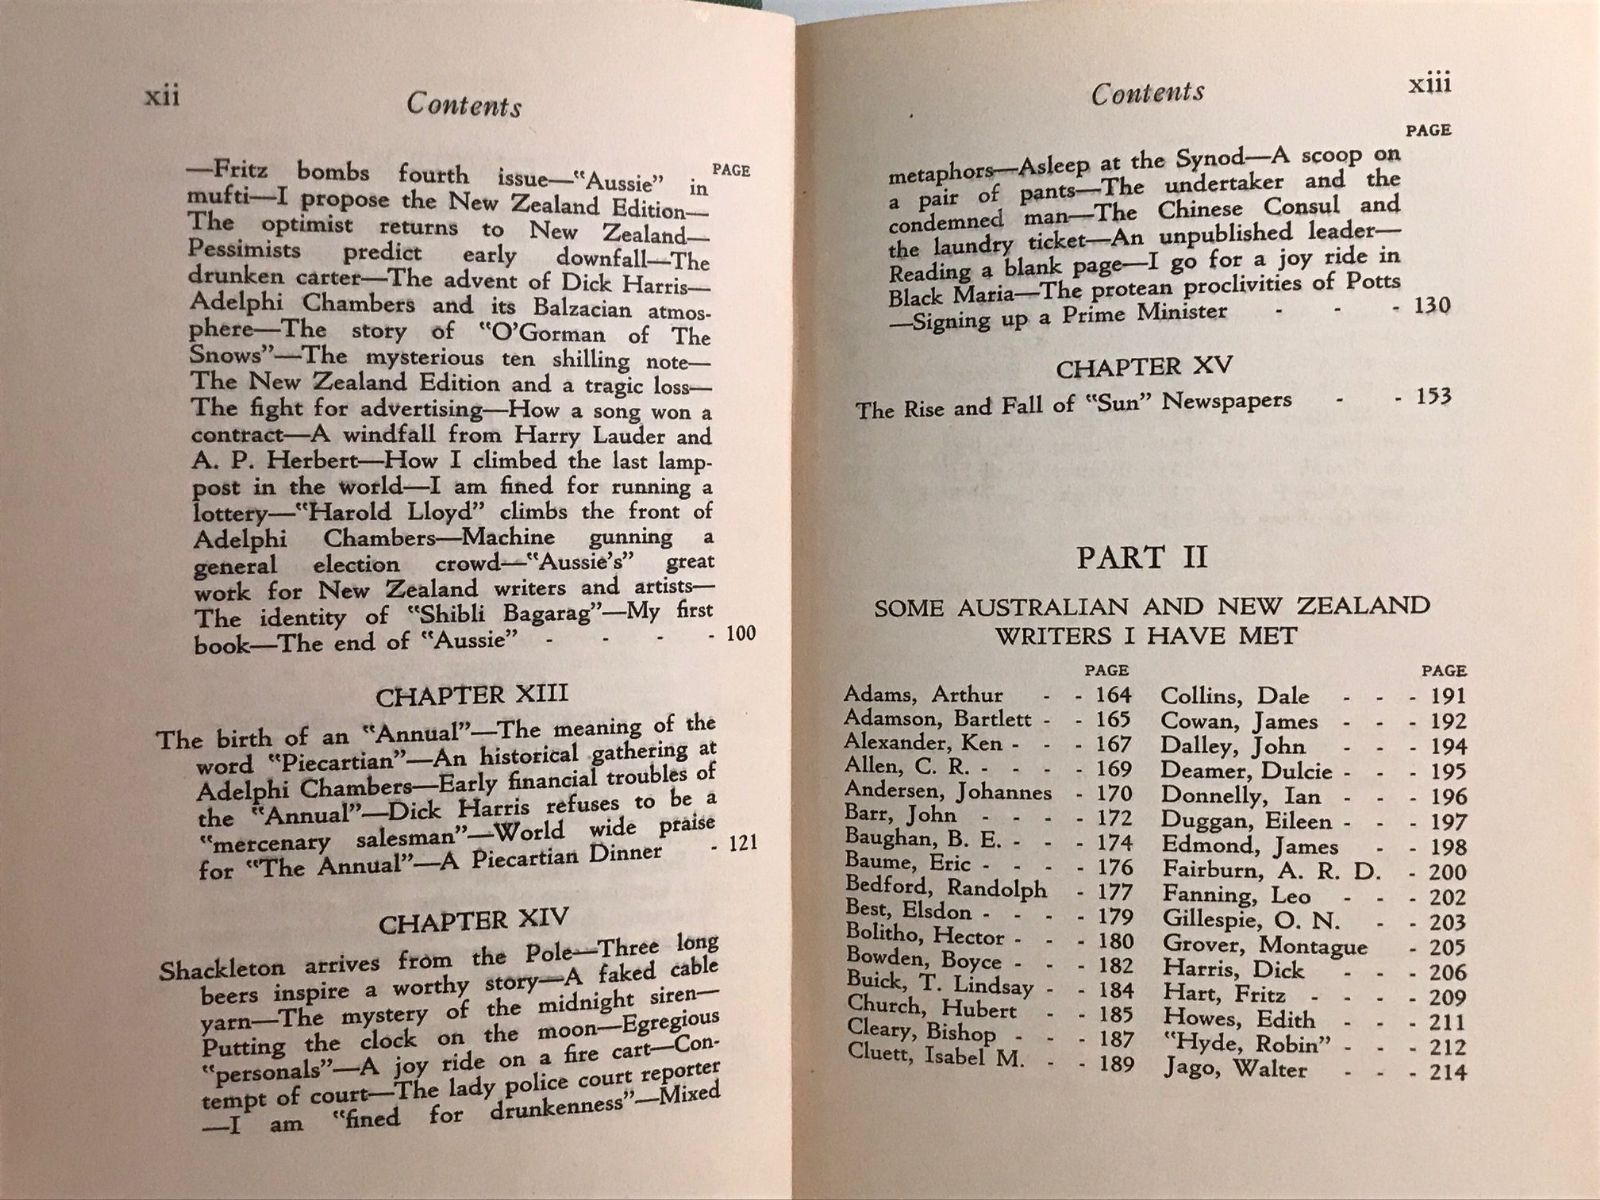 xii
Contents
PAGE
—Fritz bombs fourth issue—"Aussie" in
mufti—I propose the New Zealand Edition—
The optimist returns to New Zealand—
Pessimists predict early downfall—The
drunken carter—The advent of Dick Harris—
Adelphi Chambers and its Balzacian atmos-
phere—The story of "O'Gorman of The
Snows"—The mysterious ten shilling note—
The New Zealand Edition and a tragic loss—
The fight for advertising—How a song won a
contract—A windfall from Harry Lauder and
A. P. Herbert—How I climbed the last lamp-
post in the world—I am fined for running a
lottery—"Harold Lloyd" climbs the front of
Adelphi Chambers—Machine gunning a
general election crowd—"Aussie's" great
work for New Zealand writers and artists—
The identity of "Shibli Bagarag"—My first
book—The end of "Aussie" - - - - 100
CHAPTER XIII
The birth of an "Annual"—The meaning of the
word "Piecartian"—An historical gathering at
Adelphi Chambers—Early financial troubles of
the "Annual"—Dick Harris refuses to be a
"mercenary salesman"—World wide praise
for "The Annual"—A Piecartian Dinner - 121
CHAPTER XIV
Shackleton arrives from the Pole—Three long
beers inspire a worthy story—A faked cable
yarn—The mystery of the midnight siren—
Putting the clock on the moon—Egregious
"personals"—A joy ride on a fire cart—Con-
tempt of court—The lady police court reporter
—I am "fined for drunkenness"—Mixed
Contents
xiii
PAGE
metaphors—Asleep at the Synod—A scoop on
a pair of pants—The undertaker and the
condemned man—The Chinese Consul and
the laundry ticket—An unpublished leader—
Reading a blank page—I go for a joy ride in
Black Maria—The protean proclivities of Potts
—Signing up a Prime Minister - - - 130
CHAPTER XV
The Rise and Fall of "Sun" Newspapers - - 153
PART II
SOME AUSTRALIAN AND NEW ZEALAND
WRITERS I HAVE MET
PAGE
Adams, Arthur - - 164
Adamson, Bartlett - - 165
Alexander, Ken - - - 167
Allen, C. R. - - - - 169
Andersen, Johannes - 170
Barr, John - - - - 172
Baughan, B. E. - - - 174
Baume, Eric - - - - 176
Bedford, Randolph - 177
Best, Elsdon - - - - 179
Bolitho, Hector - - - 180
Bowden, Boyce - - - 182
Buick, T. Lindsay - - 184
Church, Hubert - - 185
Cleary, Bishop - - - 187
Cluett, Isabel M. - - 189
PAGE
Collins, Dale - - - 191
Cowan, James - - - 192
Dalley, John - - - 194
Deamer, Dulcie - - - 195
Donnelly, Ian - - - 196
Duggan, Eileen - - - 197
Edmond, James - - 198
Fairburn, A. R. D. - 200
Fanning, Leo - - - 202
Gillespie, O. N. - - 203
Grover, Montague - 205
Harris, Dick - - - 206
Hart, Fritz - - - - 209
Howes, Edith - - - 211
"Hyde, Robin" - - - 212
Jago, Walter - - - 214